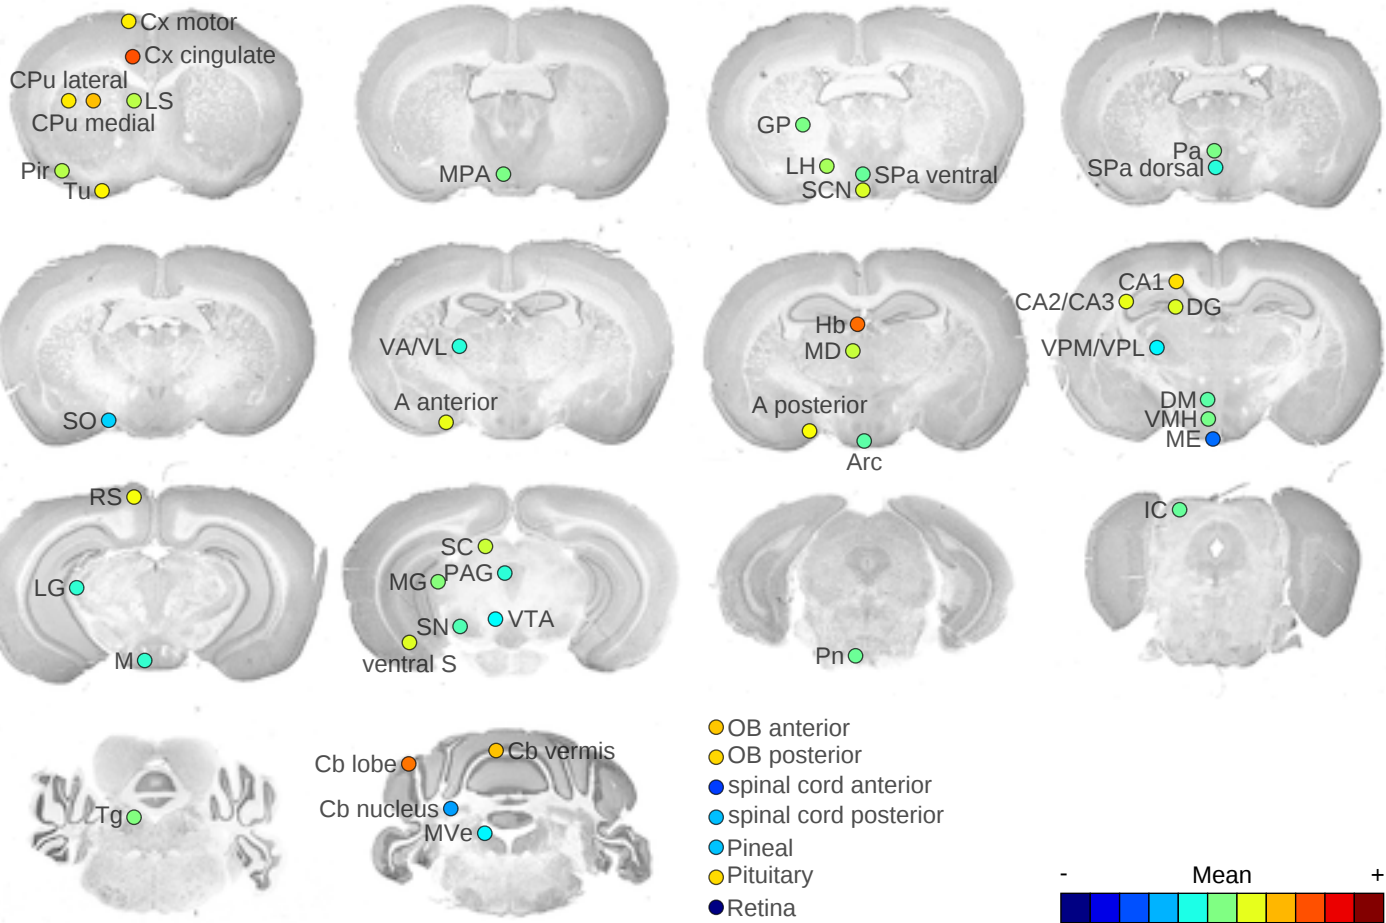 Cx motor
Cx cingulate
CPu lateral
LS
CPu medial
Pir
Tu
MPA
GP
LH
SPa ventral
SCN
Pa
SPa dorsal
SO
VA/VL
A anterior
Hb
MD
A posterior
Arc
CA1
CA2/CA3
DG
VPM/VPL
DM
VMH
ME
RS
LG
M
SC
MG
PAG
SN
VTA
ventral S
Pn
IC
Tg
Cb lobe
Cb vermis
Cb nucleus
MVe
OB anterior
OB posterior
spinal cord anterior
spinal cord posterior
Pineal
Pituitary
Retina
- Mean +